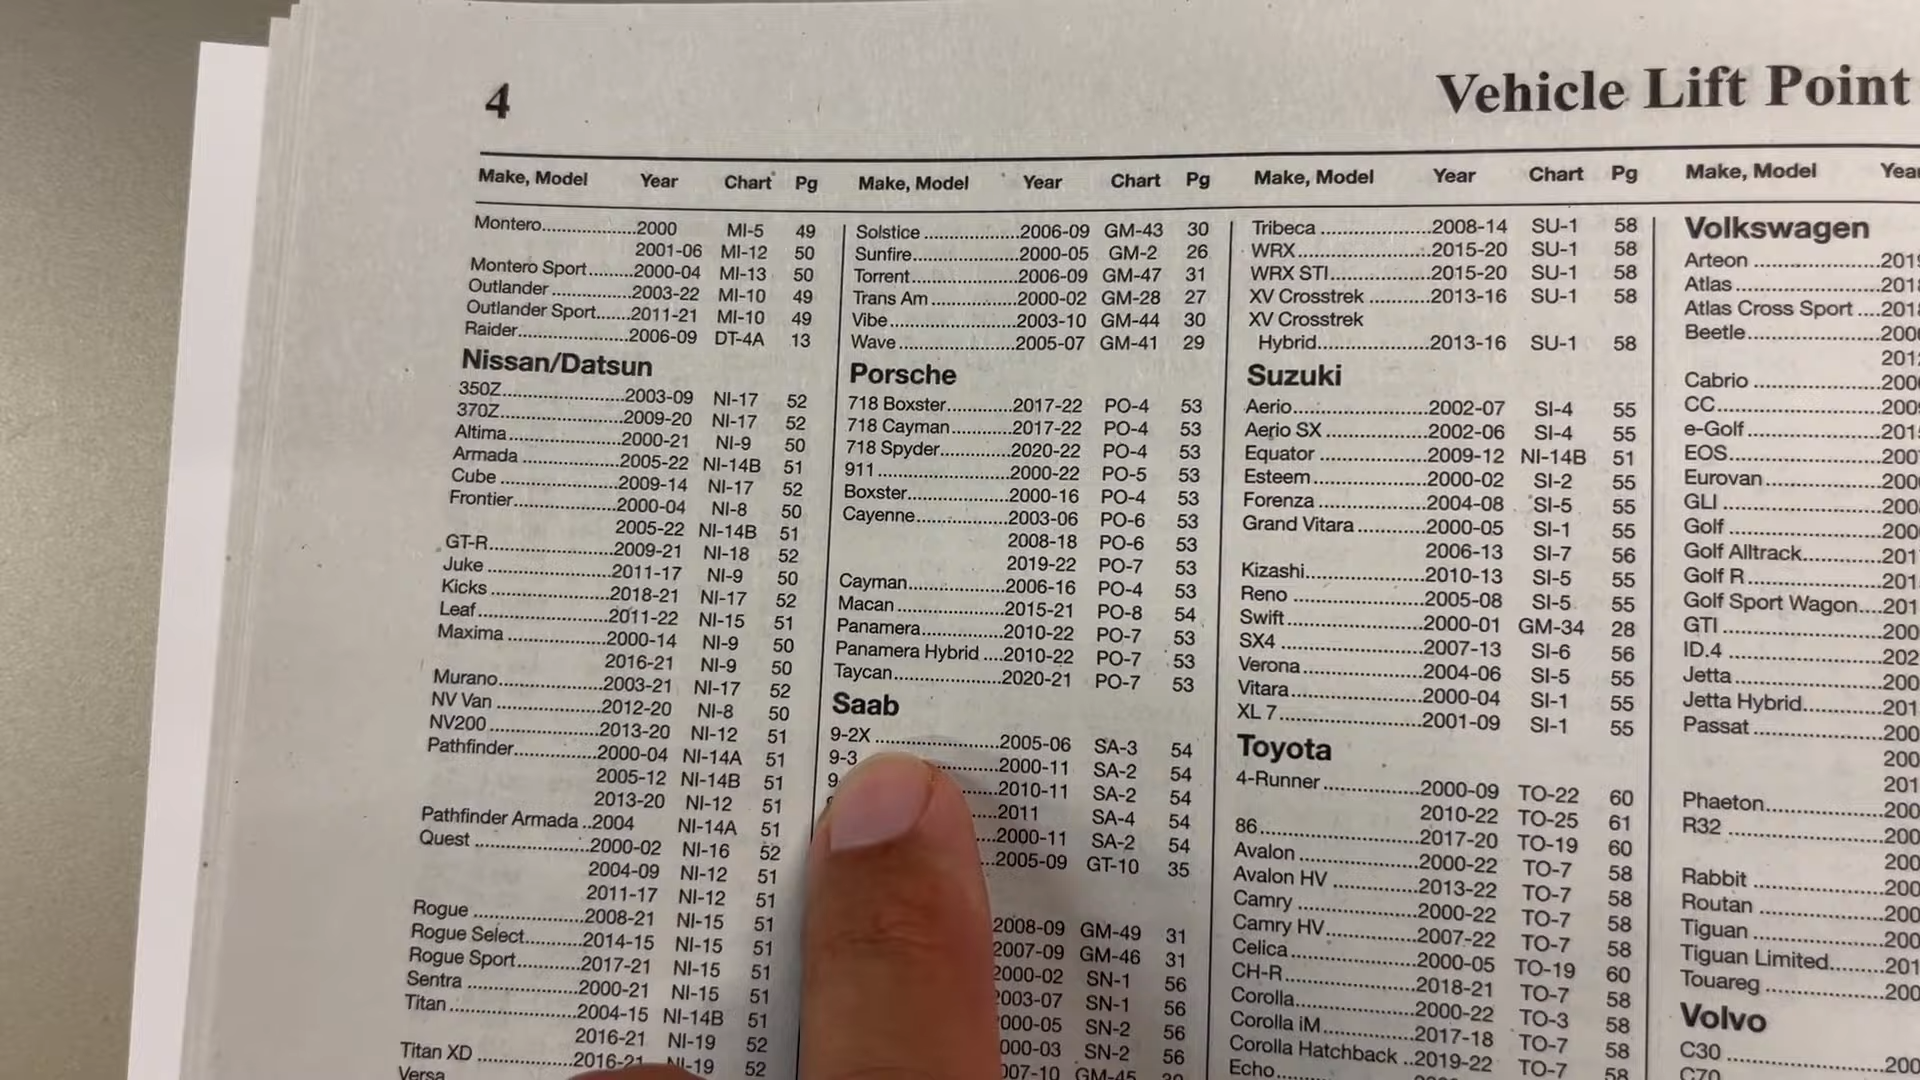 4
Vehicle Lift Point
Make, Model Year Chart Pg
Montero 2000 MI-5 49
2001-06 MI-12 50
Montero Sport 2000-04 MI-13 50
Outlander 2003-22 MI-10 49
Outlander Sport 2011-21 MI-10 49
Raider 2006-09 DT-4A 13
Nissan/Datsun
350Z 2003-09 NI-17 52
370Z 2009-20 NI-17 52
Altima 2000-21 NI-9 50
Armada 2005-22 NI-14B 51
Cube 2009-14 NI-17 52
Frontier 2000-04 NI-8 50
2005-22 NI-14B 51
GT-R 2009-21 NI-18 52
Juke 2011-17 NI-9 50
Kicks 2018-21 NI-17 52
Leaf 2011-22 NI-15 51
Maxima 2000-14 NI-9 50
2016-21 NI-9 50
Murano 2003-21 NI-17 52
NV Van 2012-20 NI-8 50
NV200 2013-20 NI-12 51
Pathfinder 2000-04 NI-14A 51
2005-12 NI-14B 51
2013-20 NI-12 51
Pathfinder Armada 2004 NI-14A 51
Quest 2000-02 NI-16 52
2004-09 NI-12 51
2011-17 NI-12 51
Rogue 2008-21 NI-15 51
Rogue Select 2014-15 NI-15 51
Rogue Sport 2017-21 NI-15 51
Sentra 2000-21 NI-15 51
Titan 2004-15 NI-14B 51
2016-21 NI-19 52
Titan XD 2016-21 NI-19 52
Versa
Make, Model Year Chart Pg
Solstice 2006-09 GM-43 30
Sunfire 2000-05 GM-2 26
Torrent 2006-09 GM-47 31
Trans Am 2000-02 GM-28 27
Vibe 2003-10 GM-44 30
Wave 2005-07 GM-41 29
Porsche
718 Boxster 2017-22 PO-4 53
718 Cayman 2017-22 PO-4 53
718 Spyder 2020-22 PO-4 53
911 2000-22 PO-5 53
Boxster 2000-16 PO-4 53
Cayenne 2003-06 PO-6 53
2008-18 PO-6 53
2019-22 PO-7 53
Cayman 2006-16 PO-4 53
Macan 2015-21 PO-8 54
Panamera 2010-22 PO-7 53
Panamera Hybrid 2010-22 PO-7 53
Taycan 2020-21 PO-7 53
Saab
9-2X 2005-06 SA-3 54
9-3 2000-11 SA-2 54
2010-11 SA-2 54
2011 SA-4 54
2000-11 SA-2 54
2005-09 GT-10 35
2008-09 GM-49 31
2007-09 GM-46 31
2000-02 SN-1 56
003-07 SN-1 56
000-05 SN-2 56
000-03 SN-2 56
007-10 GM-45
Make, Model Year Chart Pg
Tribeca 2008-14 SU-1 58
WRX 2015-20 SU-1 58
WRX STI 2015-20 SU-1 58
XV Crosstrek 2013-16 SU-1 58
XV Crosstrek
Hybrid 2013-16 SU-1 58
Suzuki
Aerio 2002-07 SI-4 55
Aerio SX 2002-06 SI-4 55
Equator 2009-12 NI-14B 51
Esteem 2000-02 SI-2 55
Forenza 2004-08 SI-5 55
Grand Vitara 2000-05 SI-1 55
2006-13 SI-7 56
Kizashi 2010-13 SI-5 55
Reno 2005-08 SI-5 55
Swift 2000-01 GM-34 28
SX4 2007-13 SI-6 56
Verona 2004-06 SI-5 55
Vitara 2000-04 SI-1 55
XL 7 2001-09 SI-1 55
Toyota
4-Runner 2000-09 TO-22 60
2010-22 TO-25 61
86 2017-20 TO-19 60
Avalon 2000-22 TO-7 58
Avalon HV 2013-22 TO-7 58
Camry 2000-22 TO-7 58
Camry HV 2007-22 TO-7 58
Celica 2000-05 TO-19 60
CH-R 2018-21 TO-7 58
Corolla 2000-22 TO-3 58
Corolla iM 2017-18 TO-7 58
Corolla Hatchback 2019-22 TO-7 58
Echo
Make, Model Year
Volkswagen
Arteon 2019
Atlas 201
Atlas Cross Sport 201
Beetle 200
2012
Cabrio 200
CC 200
e-Golf 201
EOS 200
Eurovan 200
GLI 200
Golf 200
Golf Alltrack 201
Golf R 201
Golf Sport Wagon 201
GTI 200
ID.4 202
Jetta 200
Jetta Hybrid 201
Passat 200
200
201
Phaeton 200
R32 200
200
Rabbit 200
Routan 200
Tiguan 200
Tiguan Limited 201
Touareg 200
Volvo
C30 200
C70